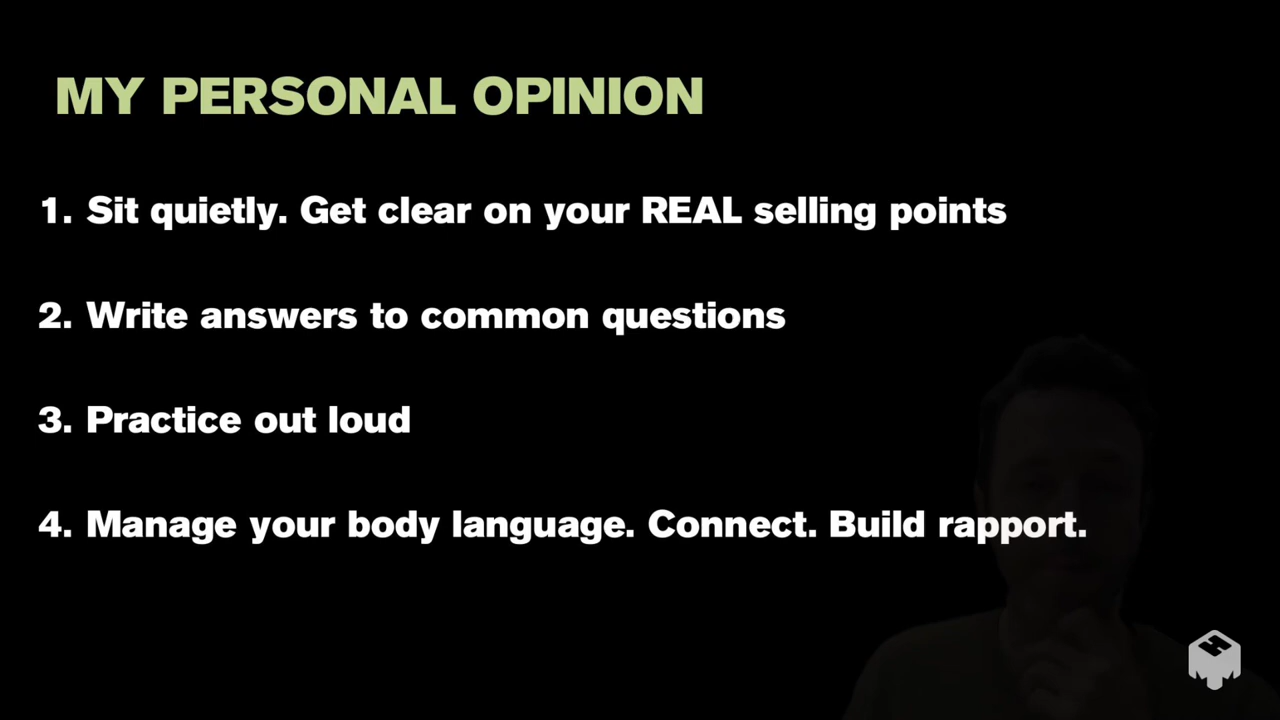 MY PERSONAL OPINION
1. Sit quietly. Get clear on your REAL selling points
2. Write answers to common questions
3. Practice out loud
4. Manage your body language. Connect. Build rapport.